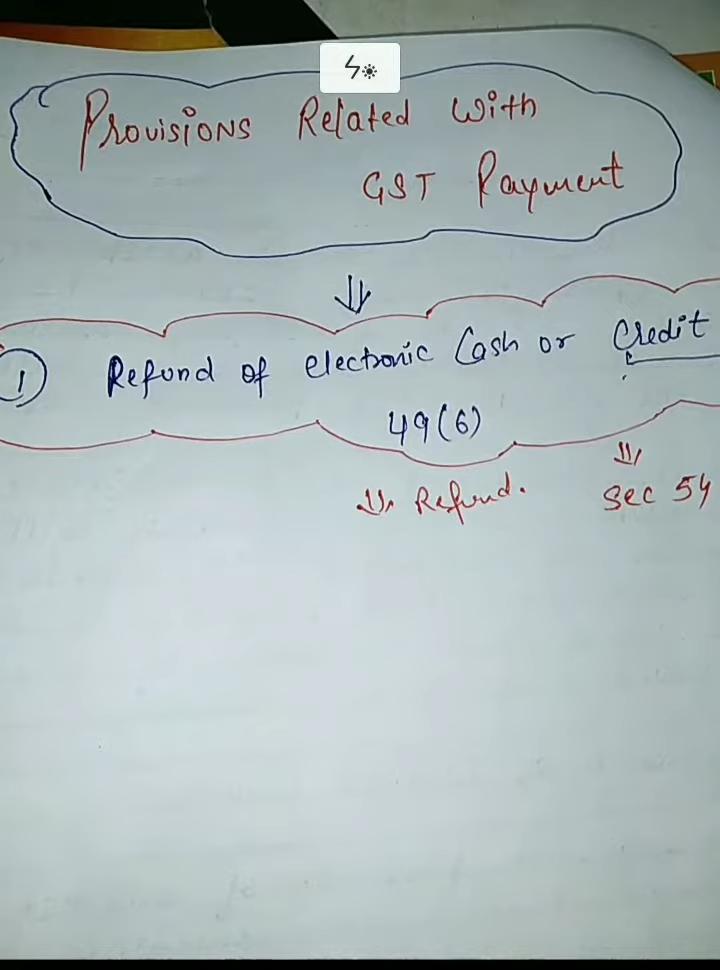 Provisions Related With
GST Payment
1 Refund of electronic Cash or Credit
49(6)
Refund. Sec 54